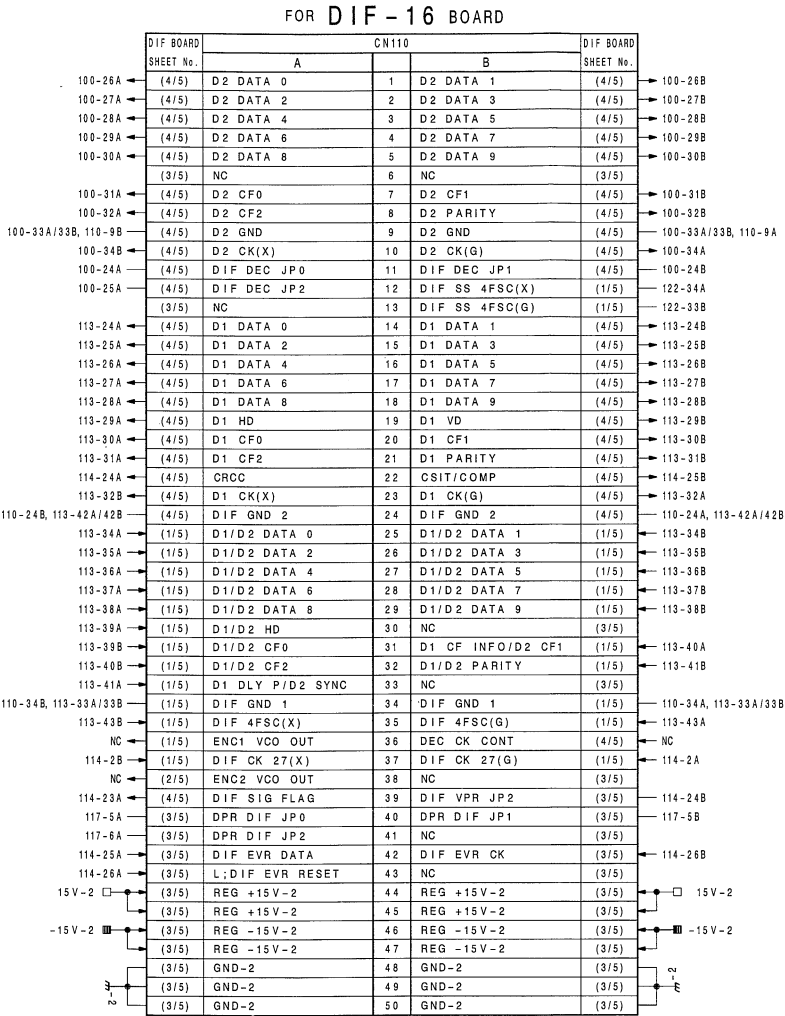 FOR DIF-16 BOARD
DIF BOARD CN110 DIF BOARD
SHEET No. A B SHEET No.
100-26A (4/5) D2 DATA 0 1 D2 DATA 1 (4/5) 100-26B
100-27A (4/5) D2 DATA 2 2 D2 DATA 3 (4/5) 100-27B
100-28A (4/5) D2 DATA 4 3 D2 DATA 5 (4/5) 100-28B
100-29A (4/5) D2 DATA 6 4 D2 DATA 7 (4/5) 100-29B
100-30A (4/5) D2 DATA 8 5 D2 DATA 9 (4/5) 100-30B
(3/5) NC 6 NC (3/5)
100-31A (4/5) D2 CF0 7 D2 CF1 (4/5) 100-31B
100-32A (4/5) D2 CF2 8 D2 PARITY (4/5) 100-32B
100-33A/33B, 110-9B (4/5) D2 GND 9 D2 GND (4/5) 100-33A/33B, 110-9A
100-34B (4/5) D2 CK(X) 10 D2 CK(G) (4/5) 100-34A
100-24A (4/5) DIF DEC JP0 11 DIF DEC JP1 (4/5) 100-24B
100-25A (4/5) DIF DEC JP2 12 DIF SS 4FSC(X) (1/5) 122-34A
(3/5) NC 13 DIF SS 4FSC(G) (1/5) 122-33B
113-24A (4/5) D1 DATA 0 14 D1 DATA 1 (4/5) 113-24B
113-25A (4/5) D1 DATA 2 15 D1 DATA 3 (4/5) 113-25B
113-26A (4/5) D1 DATA 4 16 D1 DATA 5 (4/5) 113-26B
113-27A (4/5) D1 DATA 6 17 D1 DATA 7 (4/5) 113-27B
113-28A (4/5) D1 DATA 8 18 D1 DATA 9 (4/5) 113-28B
113-29A (4/5) D1 HD 19 D1 VD (4/5) 113-29B
113-30A (4/5) D1 CF0 20 D1 CF1 (4/5) 113-30B
113-31A (4/5) D1 CF2 21 D1 PARITY (4/5) 113-31B
114-24A (4/5) CRCC 22 CSIT/COMP (4/5) 114-25B
113-32B (4/5) D1 CK(X) 23 D1 CK(G) (4/5) 113-32A
110-24B, 113-42A/42B (4/5) DIF GND 2 24 DIF GND 2 (4/5) 110-24A, 113-42A/42B
113-34A (1/5) D1/D2 DATA 0 25 D1/D2 DATA 1 (1/5) 113-34B
113-35A (1/5) D1/D2 DATA 2 26 D1/D2 DATA 3 (1/5) 113-35B
113-36A (1/5) D1/D2 DATA 4 27 D1/D2 DATA 5 (1/5) 113-36B
113-37A (1/5) D1/D2 DATA 6 28 D1/D2 DATA 7 (1/5) 113-37B
113-38A (1/5) D1/D2 DATA 8 29 D1/D2 DATA 9 (1/5) 113-38B
113-39A (1/5) D1/D2 HD 30 NC (3/5)
113-39B (1/5) D1/D2 CF0 31 D1 CF INFO/D2 CF1 (1/5) 113-40A
113-40B (1/5) D1/D2 CF2 32 D1/D2 PARITY (1/5) 113-41B
113-41A (1/5) D1 DLY P/D2 SYNC 33 NC (3/5)
110-34B, 113-33A/33B (1/5) DIF GND 1 34 DIF GND 1 (1/5) 110-34A, 113-33A/33B
113-43B (1/5) DIF 4FSC(X) 35 DIF 4FSC(G) (1/5) 113-43A
NC (1/5) ENC1 VCO OUT 36 DEC CK CONT (4/5) NC
114-2B (1/5) DIF CK 27(X) 37 DIF CK 27(G) (1/5) 114-2A
NC (2/5) ENC2 VCO OUT 38 NC (3/5)
114-23A (4/5) DIF SIG FLAG 39 DIF VPR JP2 (3/5) 114-24B
117-5A (3/5) DPR DIF JP0 40 DPR DIF JP1 (3/5) 117-5B
117-6A (3/5) DPR DIF JP2 41 NC (3/5)
114-25A (3/5) DIF EVR DATA 42 DIF EVR CK (3/5) 114-26B
114-26A (3/5) L;DIF EVR RESET 43 NC (3/5)
15V-2 (3/5) REG +15V-2 44 REG +15V-2 (3/5) 15V-2
(3/5) REG +15V-2 45 REG +15V-2 (3/5)
-15V-2 (3/5) REG -15V-2 46 REG -15V-2 (3/5) -15V-2
(3/5) REG -15V-2 47 REG -15V-2 (3/5)
(3/5) GND-2 48 GND-2 (3/5) -2
-2 (3/5) GND-2 49 GND-2 (3/5)
(3/5) GND-2 50 GND-2 (3/5)